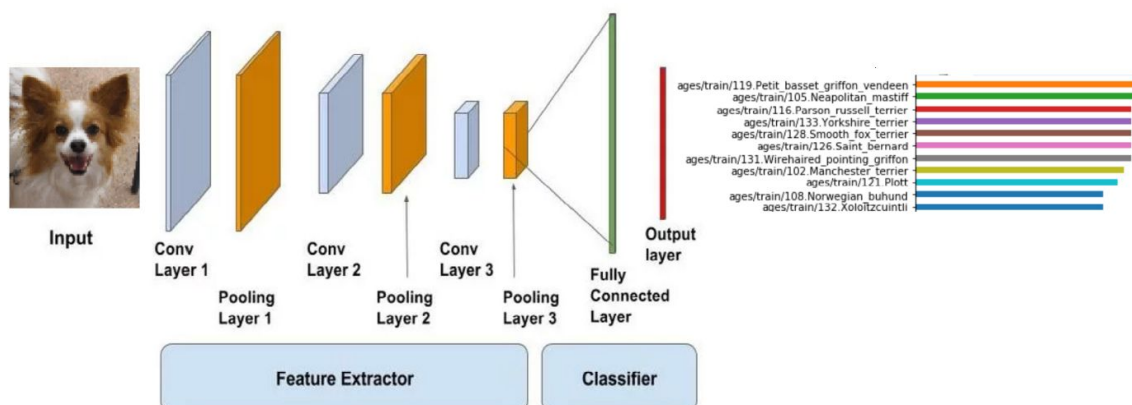 Input
Conv
Layer 1
Pooling
Layer 1
Conv
Layer 2
Pooling
Layer 2
Conv
Layer 3
Pooling
Layer 3
Fully
Connected
Layer
Output
layer
Feature Extractor
Classifier
ages/train/119.Petit_basset_griffon_vendeen
ages/train/105.Neapolitan_mastiff
ages/train/116.Parson_russell_terrier
ages/train/133.Yorkshire_terrier
ages/train/128.Smooth_fox_terrier
ages/train/126.Saint_bernard
ages/train/131.Wirehaired_pointing_griffon
ages/train/102.Manchester_terrier
ages/train/121.Plott
ages/train/108.Norwegian_buhund
ages/train/132.Xoloitzcuintli